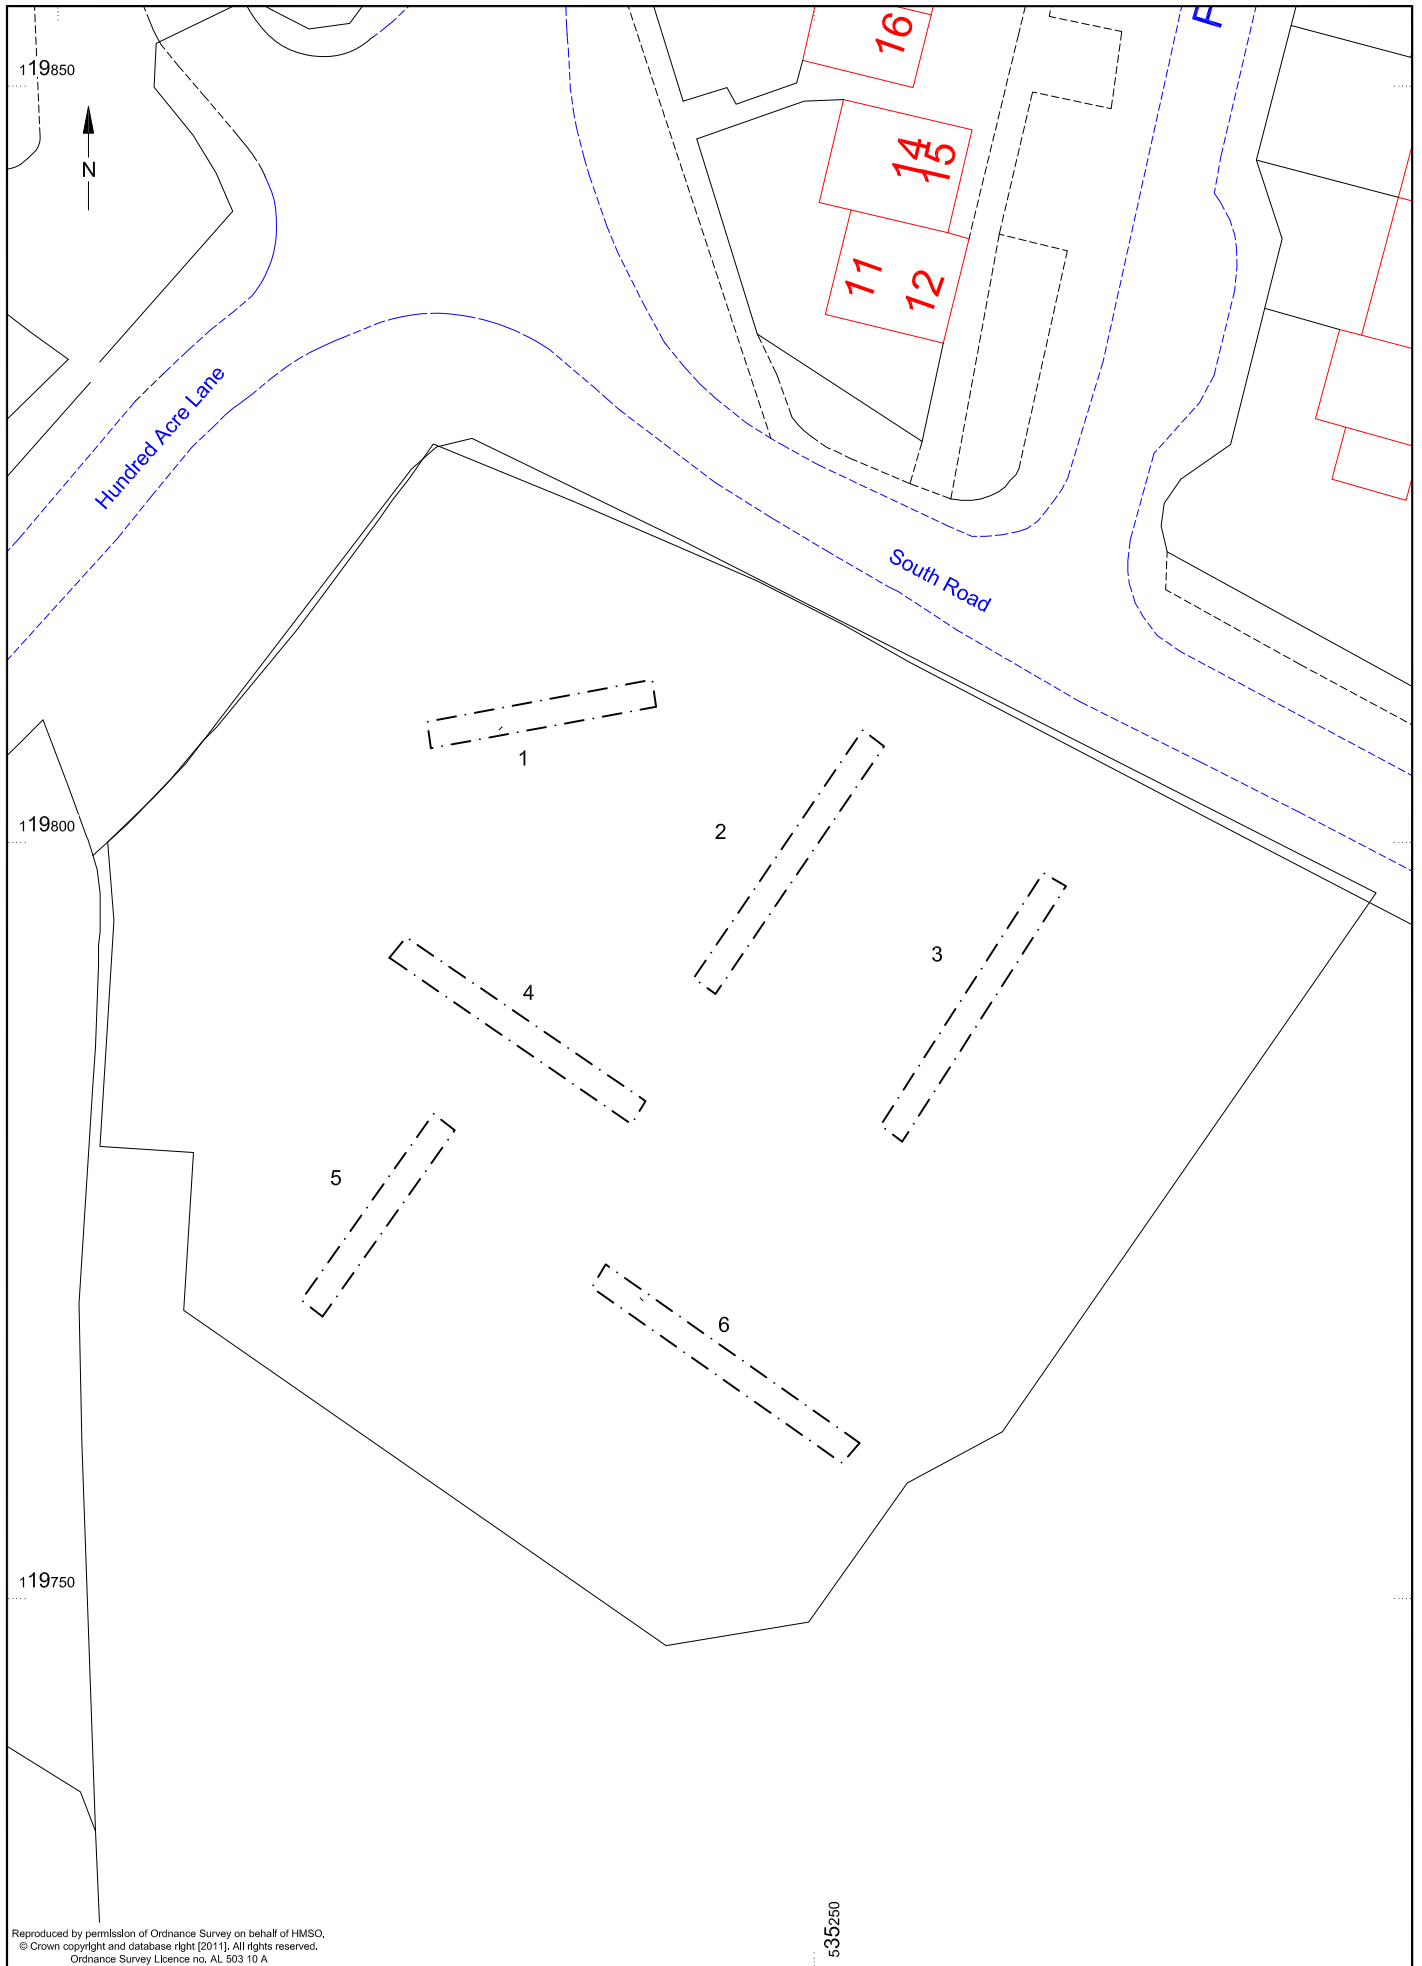 F
16
119850
14
15
N
11
12
Hundred Acre Lane
South Road
1
2
119800
3
4
5
6
119750
535250
Reproduced by permission of Ordnance Survey on behalf of HMSO,
© Crown copyright and database right [2011]. All rights reserved.
Ordnance Survey Licence no. AL 503 10 A